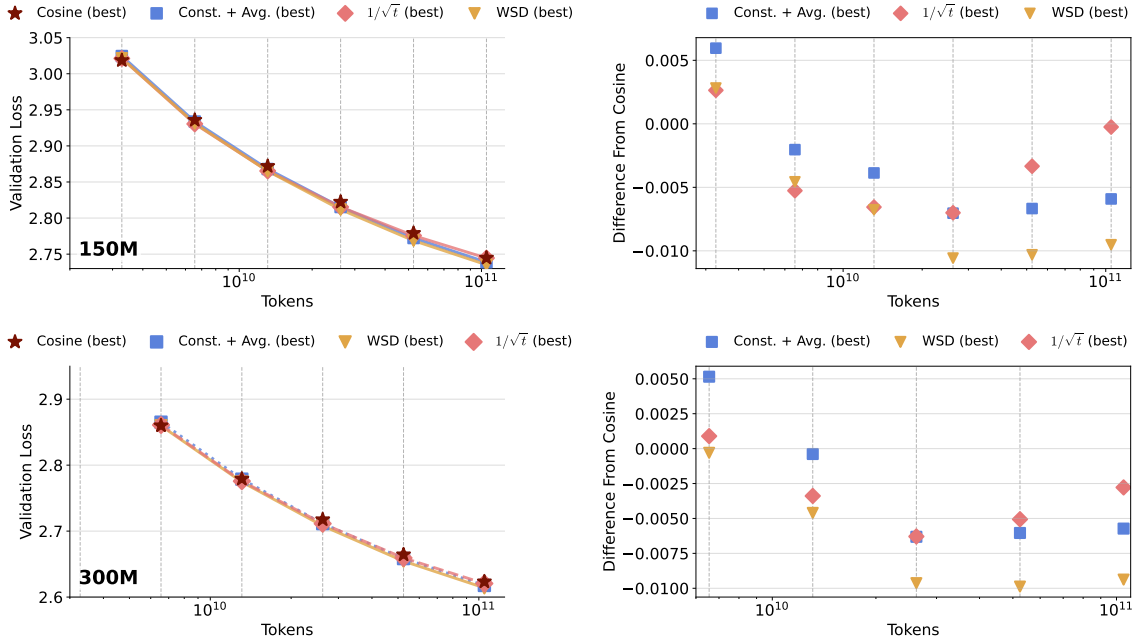 Cosine (best) Const. + Avg. (best) 1/√t (best) WSD (best)
3.05
3.00
2.95
2.90
2.85
2.80
2.75
Validation Loss
150M
10¹⁰ 10¹¹
Tokens
Const. + Avg. (best) 1/√t (best) WSD (best)
0.005
0.000
−0.005
−0.010
Difference From Cosine
10¹⁰ 10¹¹
Tokens
Cosine (best) Const. + Avg. (best) WSD (best) 1/√t (best)
2.9
2.8
2.7
2.6
Validation Loss
300M
10¹⁰ 10¹¹
Tokens
Const. + Avg. (best) WSD (best) 1/√t (best)
0.0050
0.0025
0.0000
−0.0025
−0.0050
−0.0075
−0.0100
Difference From Cosine
10¹⁰ 10¹¹
Tokens